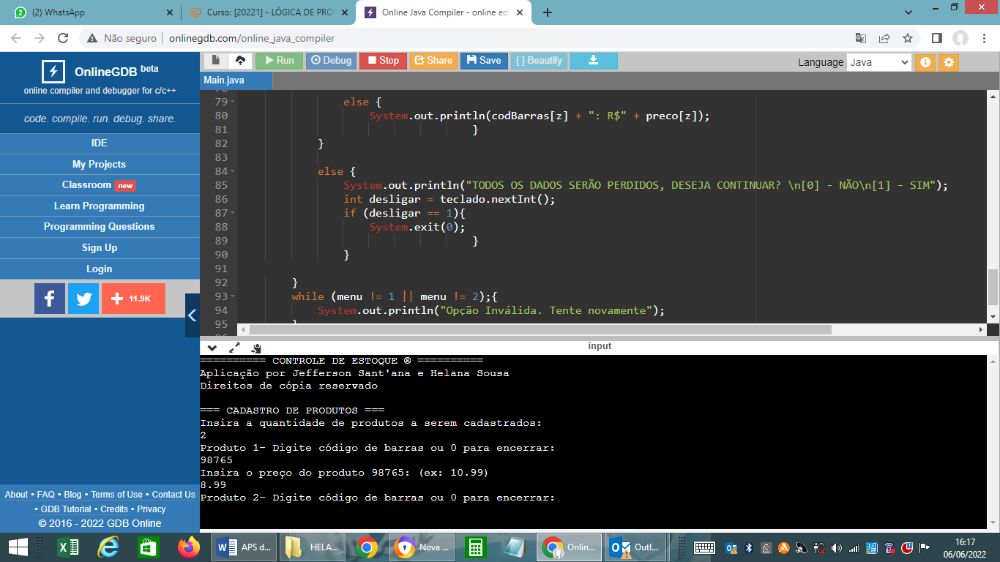 (2) WhatsApp
Curso: [20221] - LÓGICA DE PRO
Online Java Compiler - online edi
Não seguro
onlinegdb.com/online_java_compiler
OnlineGDB beta
online compiler and debugger for c/c++
code. compile. run. debug. share.
IDE
My Projects
Classroom new
Learn Programming
Programming Questions
Sign Up
Login
11.9K
About • FAQ • Blog • Terms of Use • Contact Us
• GDB Tutorial • Credits • Privacy
© 2016 - 2022 GDB Online
Run Debug Stop Share Save { } Beautify
Language Java
Main.java
79 else {
80 System.out.println(codBarras[z] + ": R$" + preco[z]);
81 }
82 }
83
84 else {
85 System.out.println("TODOS OS DADOS SERÃO PERDIDOS, DESEJA CONTINUAR? \n[0] - NÃO\n[1] - SIM");
86 int desligar = teclado.nextInt();
87 if (desligar == 1){
88 System.exit(0);
89 }
90 }
91
92 }
93 while (menu != 1 || menu != 2);{
94 System.out.println("Opção Inválida. Tente novamente");
95 }
input
========== CONTROLE DE ESTOQUE ® ==========
Aplicação por Jefferson Sant'ana e Helana Sousa
Direitos de cópia reservado
=== CADASTRO DE PRODUTOS ===
Insira a quantidade de produtos a serem cadastrados:
2
Produto 1- Digite código de barras ou 0 para encerrar:
98765
Insira o preço do produto 98765: (ex: 10.99)
8.99
Produto 2- Digite código de barras ou 0 para encerrar:
APS d...
HELA...
Nova ...
Onlin...
Outl...
16:17
06/06/2022